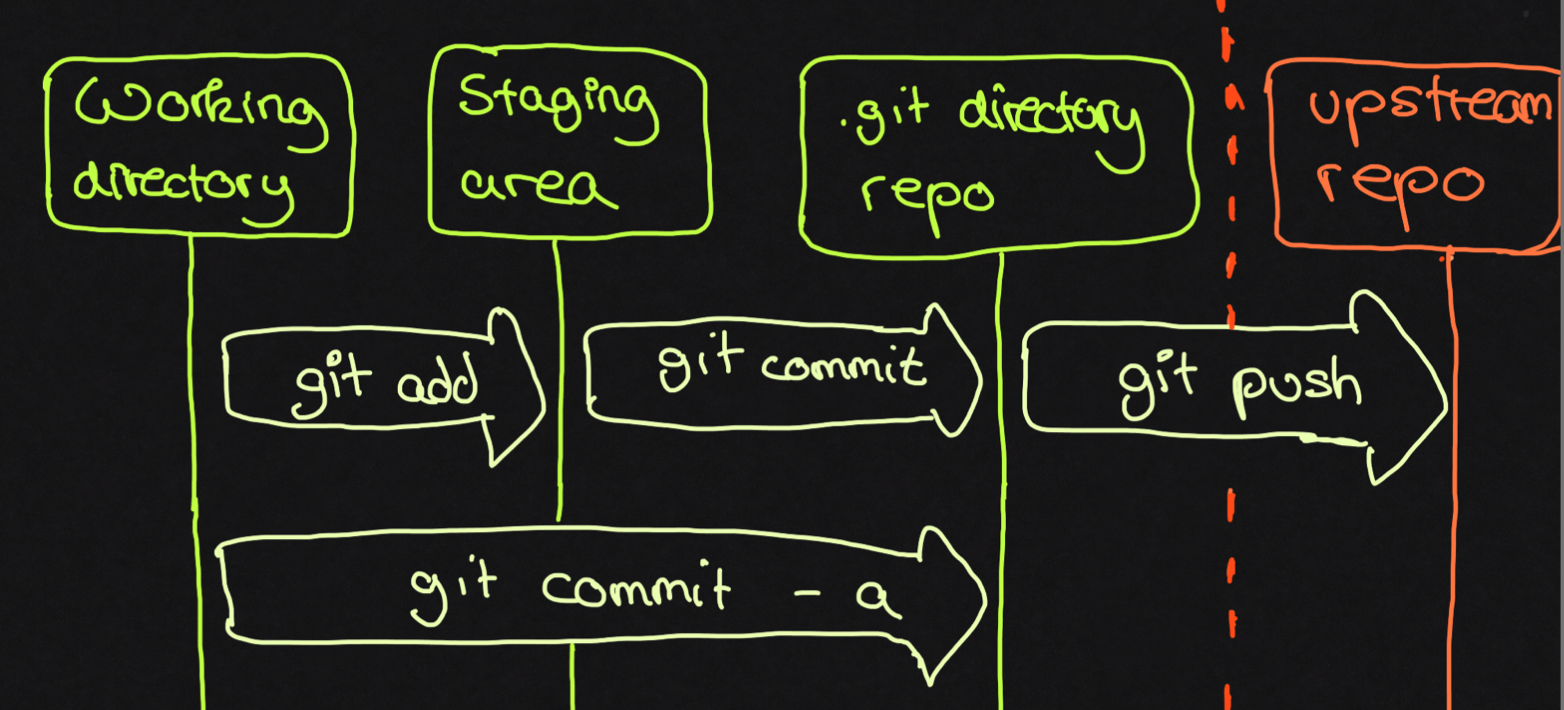 Working
directory
Staging
area
.git directory
repo
upstream
repo
git add
git commit
git push
git commit - a